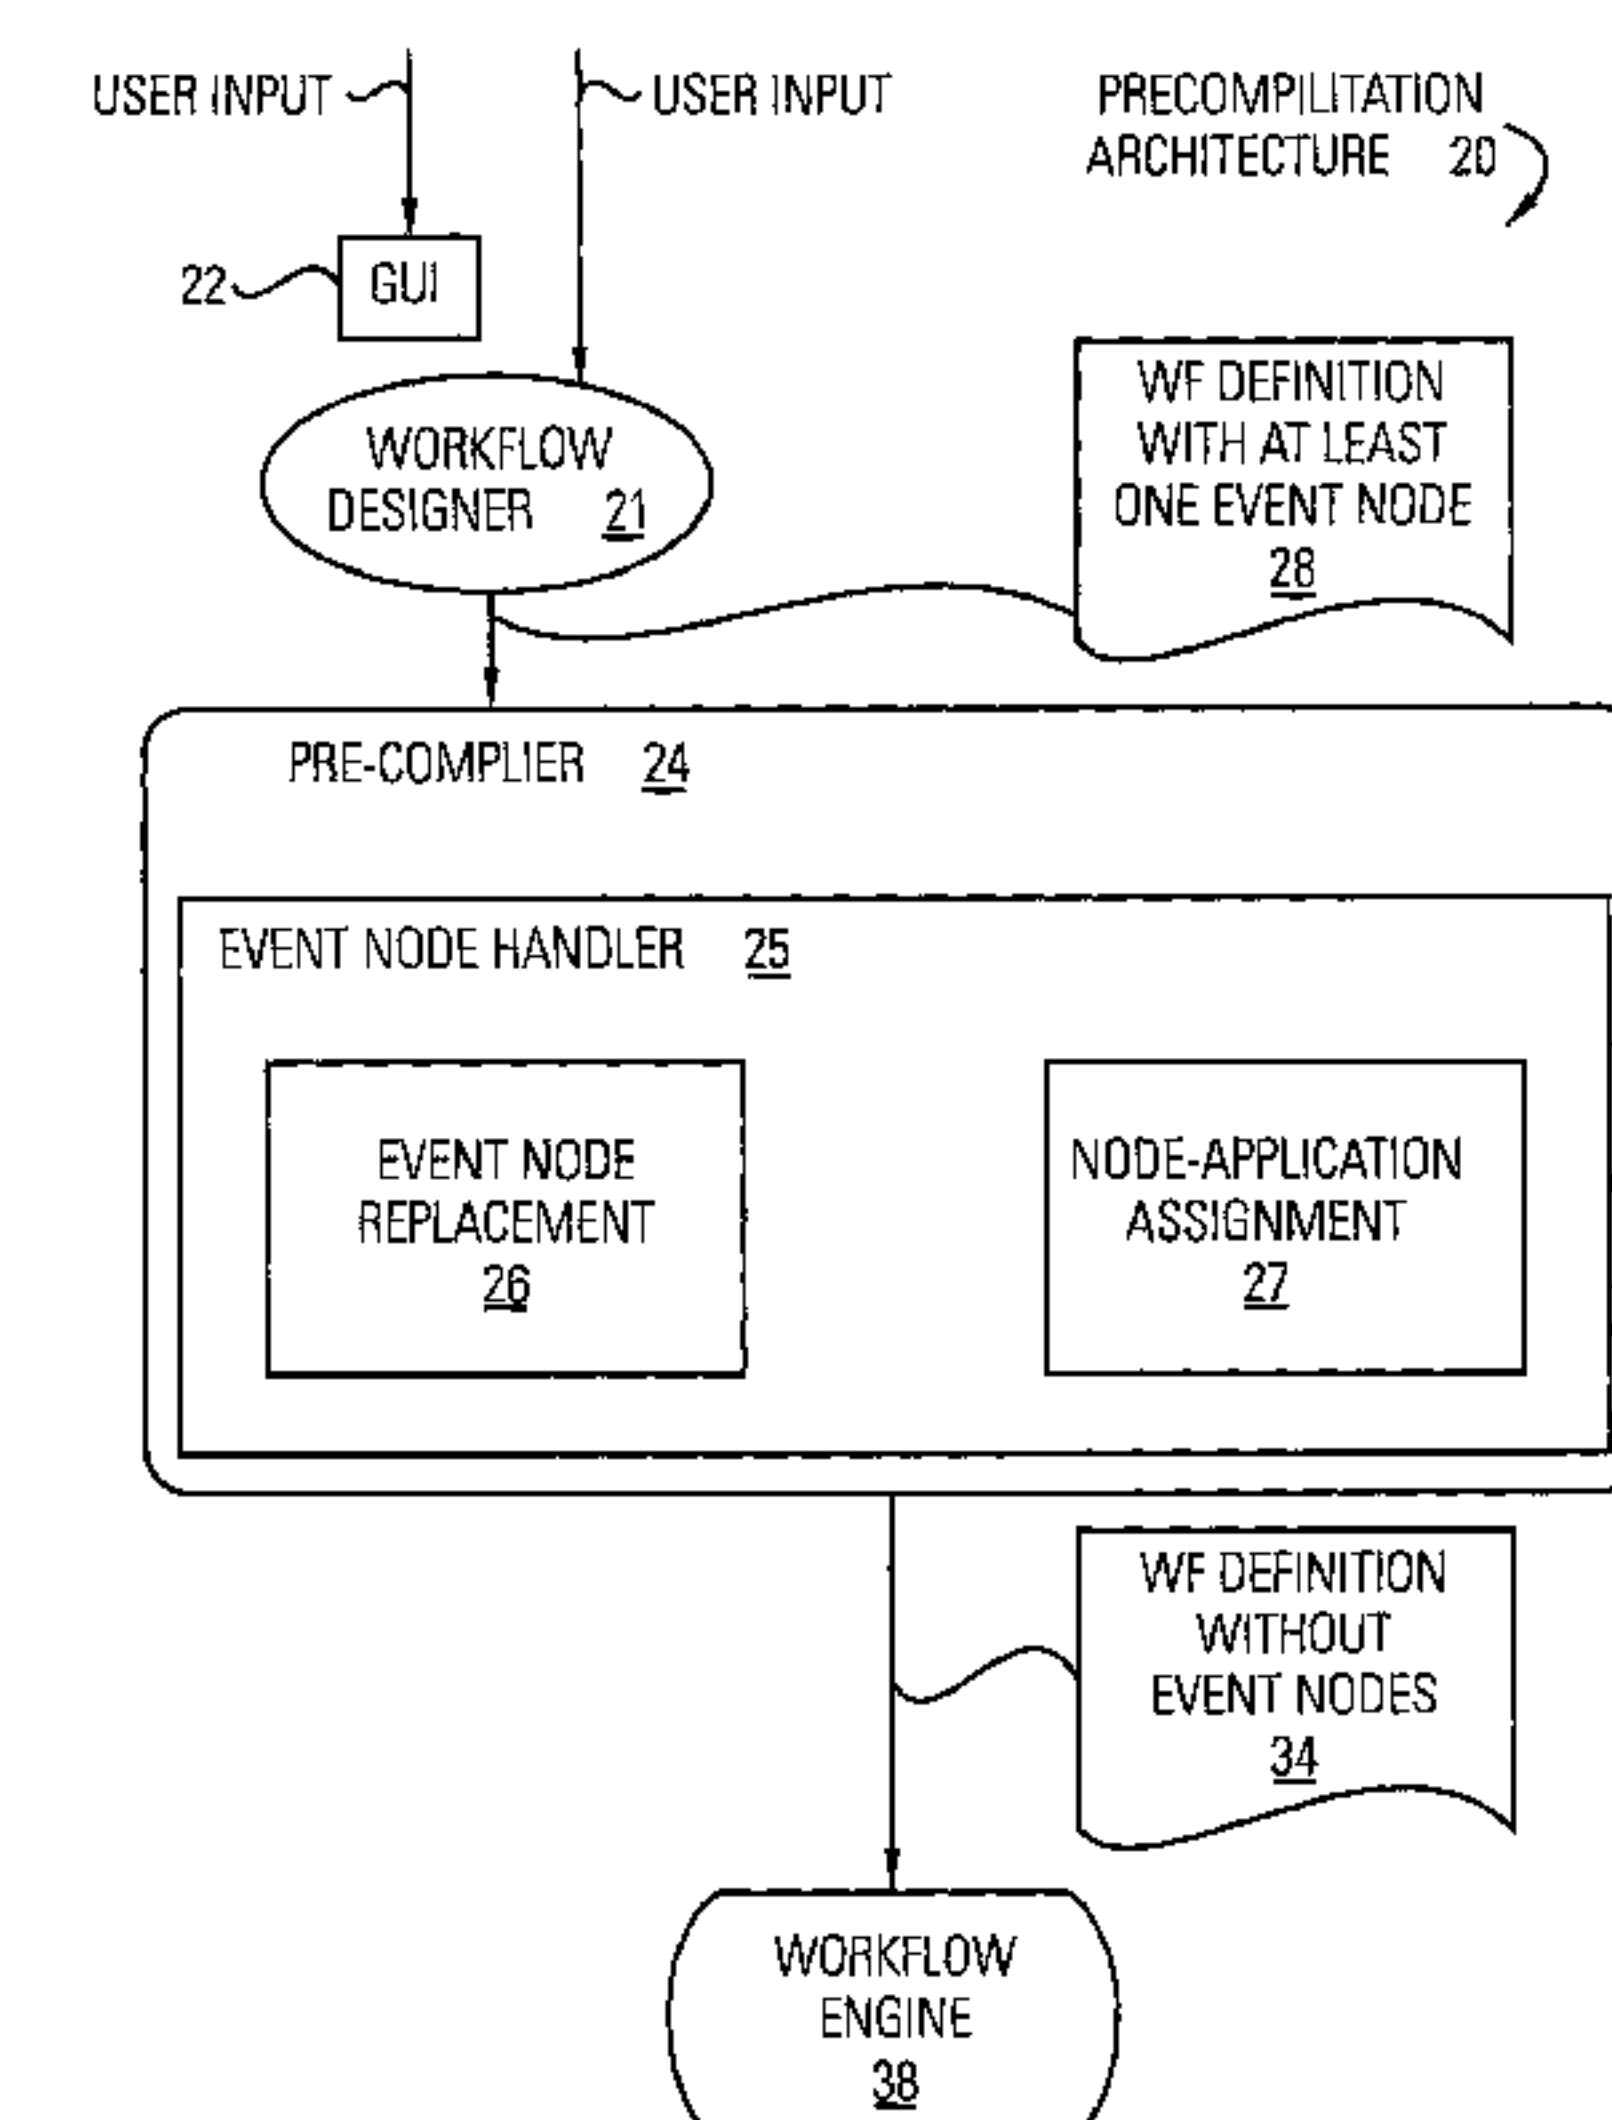 USER INPUT
USER INPUT
PRECOMPILITATION
ARCHITECTURE 20
22
GUI
WORKFLOW
DESIGNER 21
WF DEFINITION
WITH AT LEAST
ONE EVENT NODE
28
PRE-COMPLIER 24
EVENT NODE HANDLER 25
EVENT NODE
REPLACEMENT
26
NODE-APPLICATION
ASSIGNMENT
27
WF DEFINITION
WITHOUT
EVENT NODES
34
WORKFLOW
ENGINE
38